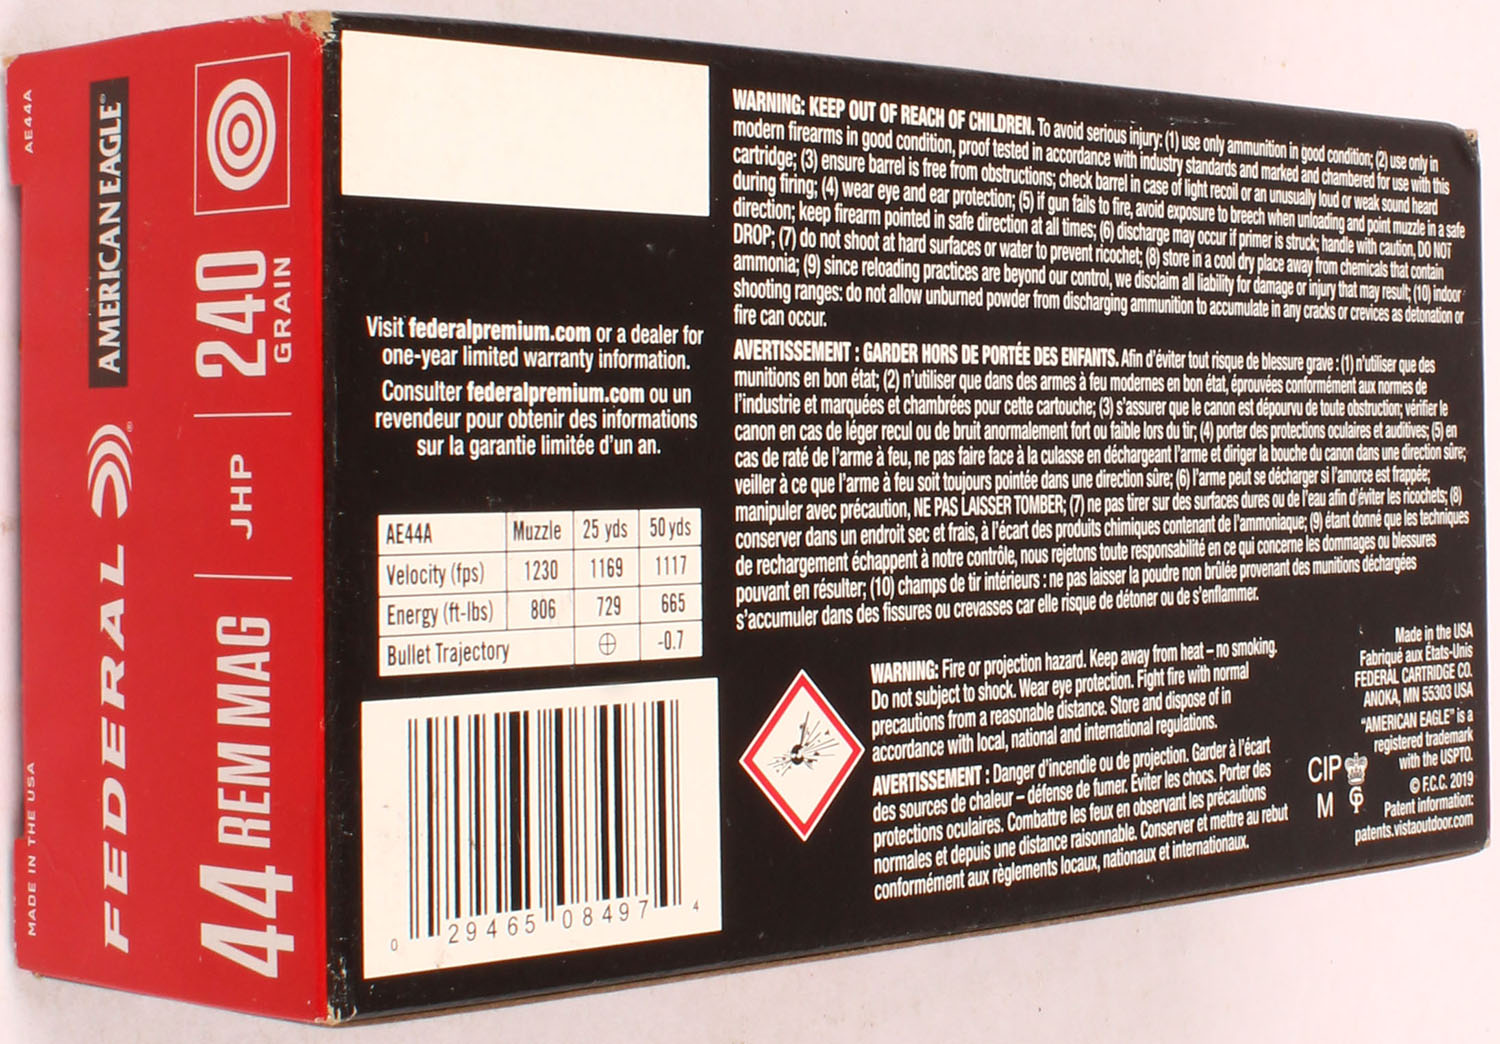 AE44A
MADE IN THE USA
FEDERAL® AMERICAN EAGLE®
44 REM MAG | JHP | 240 GRAIN
Visit federalpremium.com or a dealer for
one-year limited warranty information.
Consulter federalpremium.com ou un
revendeur pour obtenir des informations
sur la garantie limitée d'un an.
AE44A Muzzle 25 yds 50 yds
Velocity (fps) 1230 1169 1117
Energy (ft-lbs) 806 729 665
Bullet Trajectory ⊕ -0.7
0 29465 08497 4
WARNING: KEEP OUT OF REACH OF CHILDREN. To avoid serious injury: (1) use only ammunition in good condition; (2) use only in
modern firearms in good condition, proof tested in accordance with industry standards and marked and chambered for use with this
cartridge; (3) ensure barrel is free from obstructions; check barrel in case of light recoil or an unusually loud or weak sound heard
during firing; (4) wear eye and ear protection; (5) if gun fails to fire, avoid exposure to breech when unloading and point muzzle in a safe
direction; keep firearm pointed in safe direction at all times; (6) discharge may occur if primer is struck; handle with caution, DO NOT
DROP; (7) do not shoot at hard surfaces or water to prevent ricochet; (8) store in a cool dry place away from chemicals that contain
ammonia; (9) since reloading practices are beyond our control, we disclaim all liability for damage or injury that may result; (10) indoor
shooting ranges: do not allow unburned powder from discharging ammunition to accumulate in any cracks or crevices as detonation or
fire can occur.
AVERTISSEMENT : GARDER HORS DE PORTÉE DES ENFANTS. Afin d'éviter tout risque de blessure grave : (1) n'utiliser que des
munitions en bon état; (2) n'utiliser que dans des armes à feu modernes en bon état, éprouvées conformément aux normes de
l'industrie et marquées et chambrées pour cette cartouche; (3) s'assurer que le canon est dépourvu de toute obstruction; vérifier le
canon en cas de léger recul ou de bruit anormalement fort ou faible lors du tir; (4) porter des protections oculaires et auditives; (5) en
cas de raté de l'arme à feu, ne pas faire face à la culasse en déchargeant l'arme et diriger la bouche du canon dans une direction sûre;
veiller à ce que l'arme à feu soit toujours pointée dans une direction sûre; (6) l'arme peut se décharger si l'amorce est frappée;
manipuler avec précaution, NE PAS LAISSER TOMBER; (7) ne pas tirer sur des surfaces dures ou de l'eau afin d'éviter les ricochets; (8)
conserver dans un endroit sec et frais, à l'écart des produits chimiques contenant de l'ammoniaque; (9) étant donné que les techniques
de rechargement échappent à notre contrôle, nous rejetons toute responsabilité en ce qui concerne les dommages ou blessures
pouvant en résulter; (10) champs de tir intérieurs : ne pas laisser la poudre non brûlée provenant des munitions déchargées
s'accumuler dans des fissures ou crevasses car elle risque de détoner ou de s'enflammer.
WARNING: Fire or projection hazard. Keep away from heat – no smoking.
Do not subject to shock. Wear eye protection. Fight fire with normal
precautions from a reasonable distance. Store and dispose of in
accordance with local, national and international regulations.
AVERTISSEMENT : Danger d'incendie ou de projection. Garder à l'écart
des sources de chaleur – défense de fumer. Éviter les chocs. Porter des
protections oculaires. Combattre les feux en observant les précautions
normales et depuis une distance raisonnable. Conserver et mettre au rebut
conformément aux règlements locaux, nationaux et internationaux.
CIP
M
Made in the USA
Fabriqué aux États-Unis
FEDERAL CARTRIDGE CO.
ANOKA, MN 55303 USA
"AMERICAN EAGLE" is a
registered trademark
with the USPTO.
© F.C.C. 2019
Patent information:
patents.vistaoutdoor.com